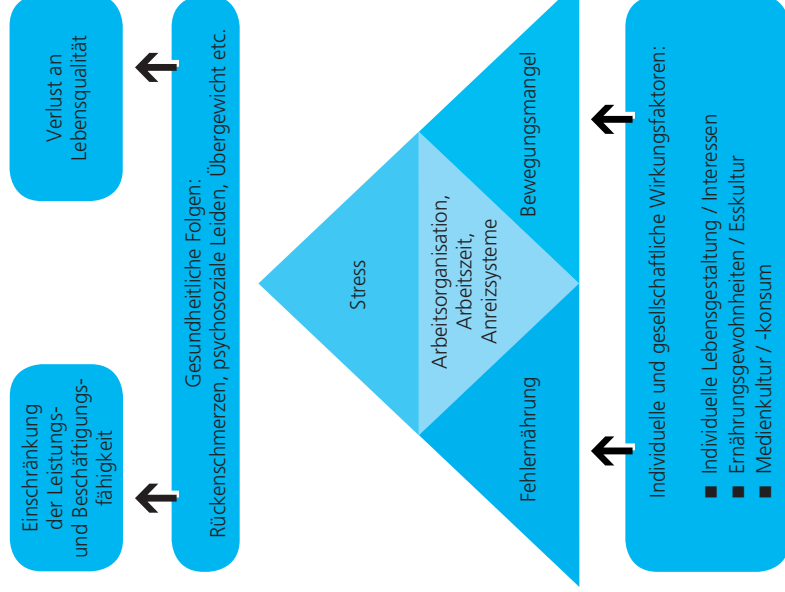 Einschränkung
der Leistungs-
und Beschäftigungs-
fähigkeit
Verlust an
Lebensqualität
Gesundheitliche Folgen:
Rückenschmerzen, psychosoziale Leiden, Übergewicht etc.
Stress
Arbeitsorganisation,
Arbeitszeit,
Anreizsysteme
Fehlernährung
Bewegungsmangel
Individuelle und gesellschaftliche Wirkungsfaktoren:
■ Individuelle Lebensgestaltung / Interessen
■ Ernährungsgewohnheiten / Esskultur
■ Medienkultur / -konsum